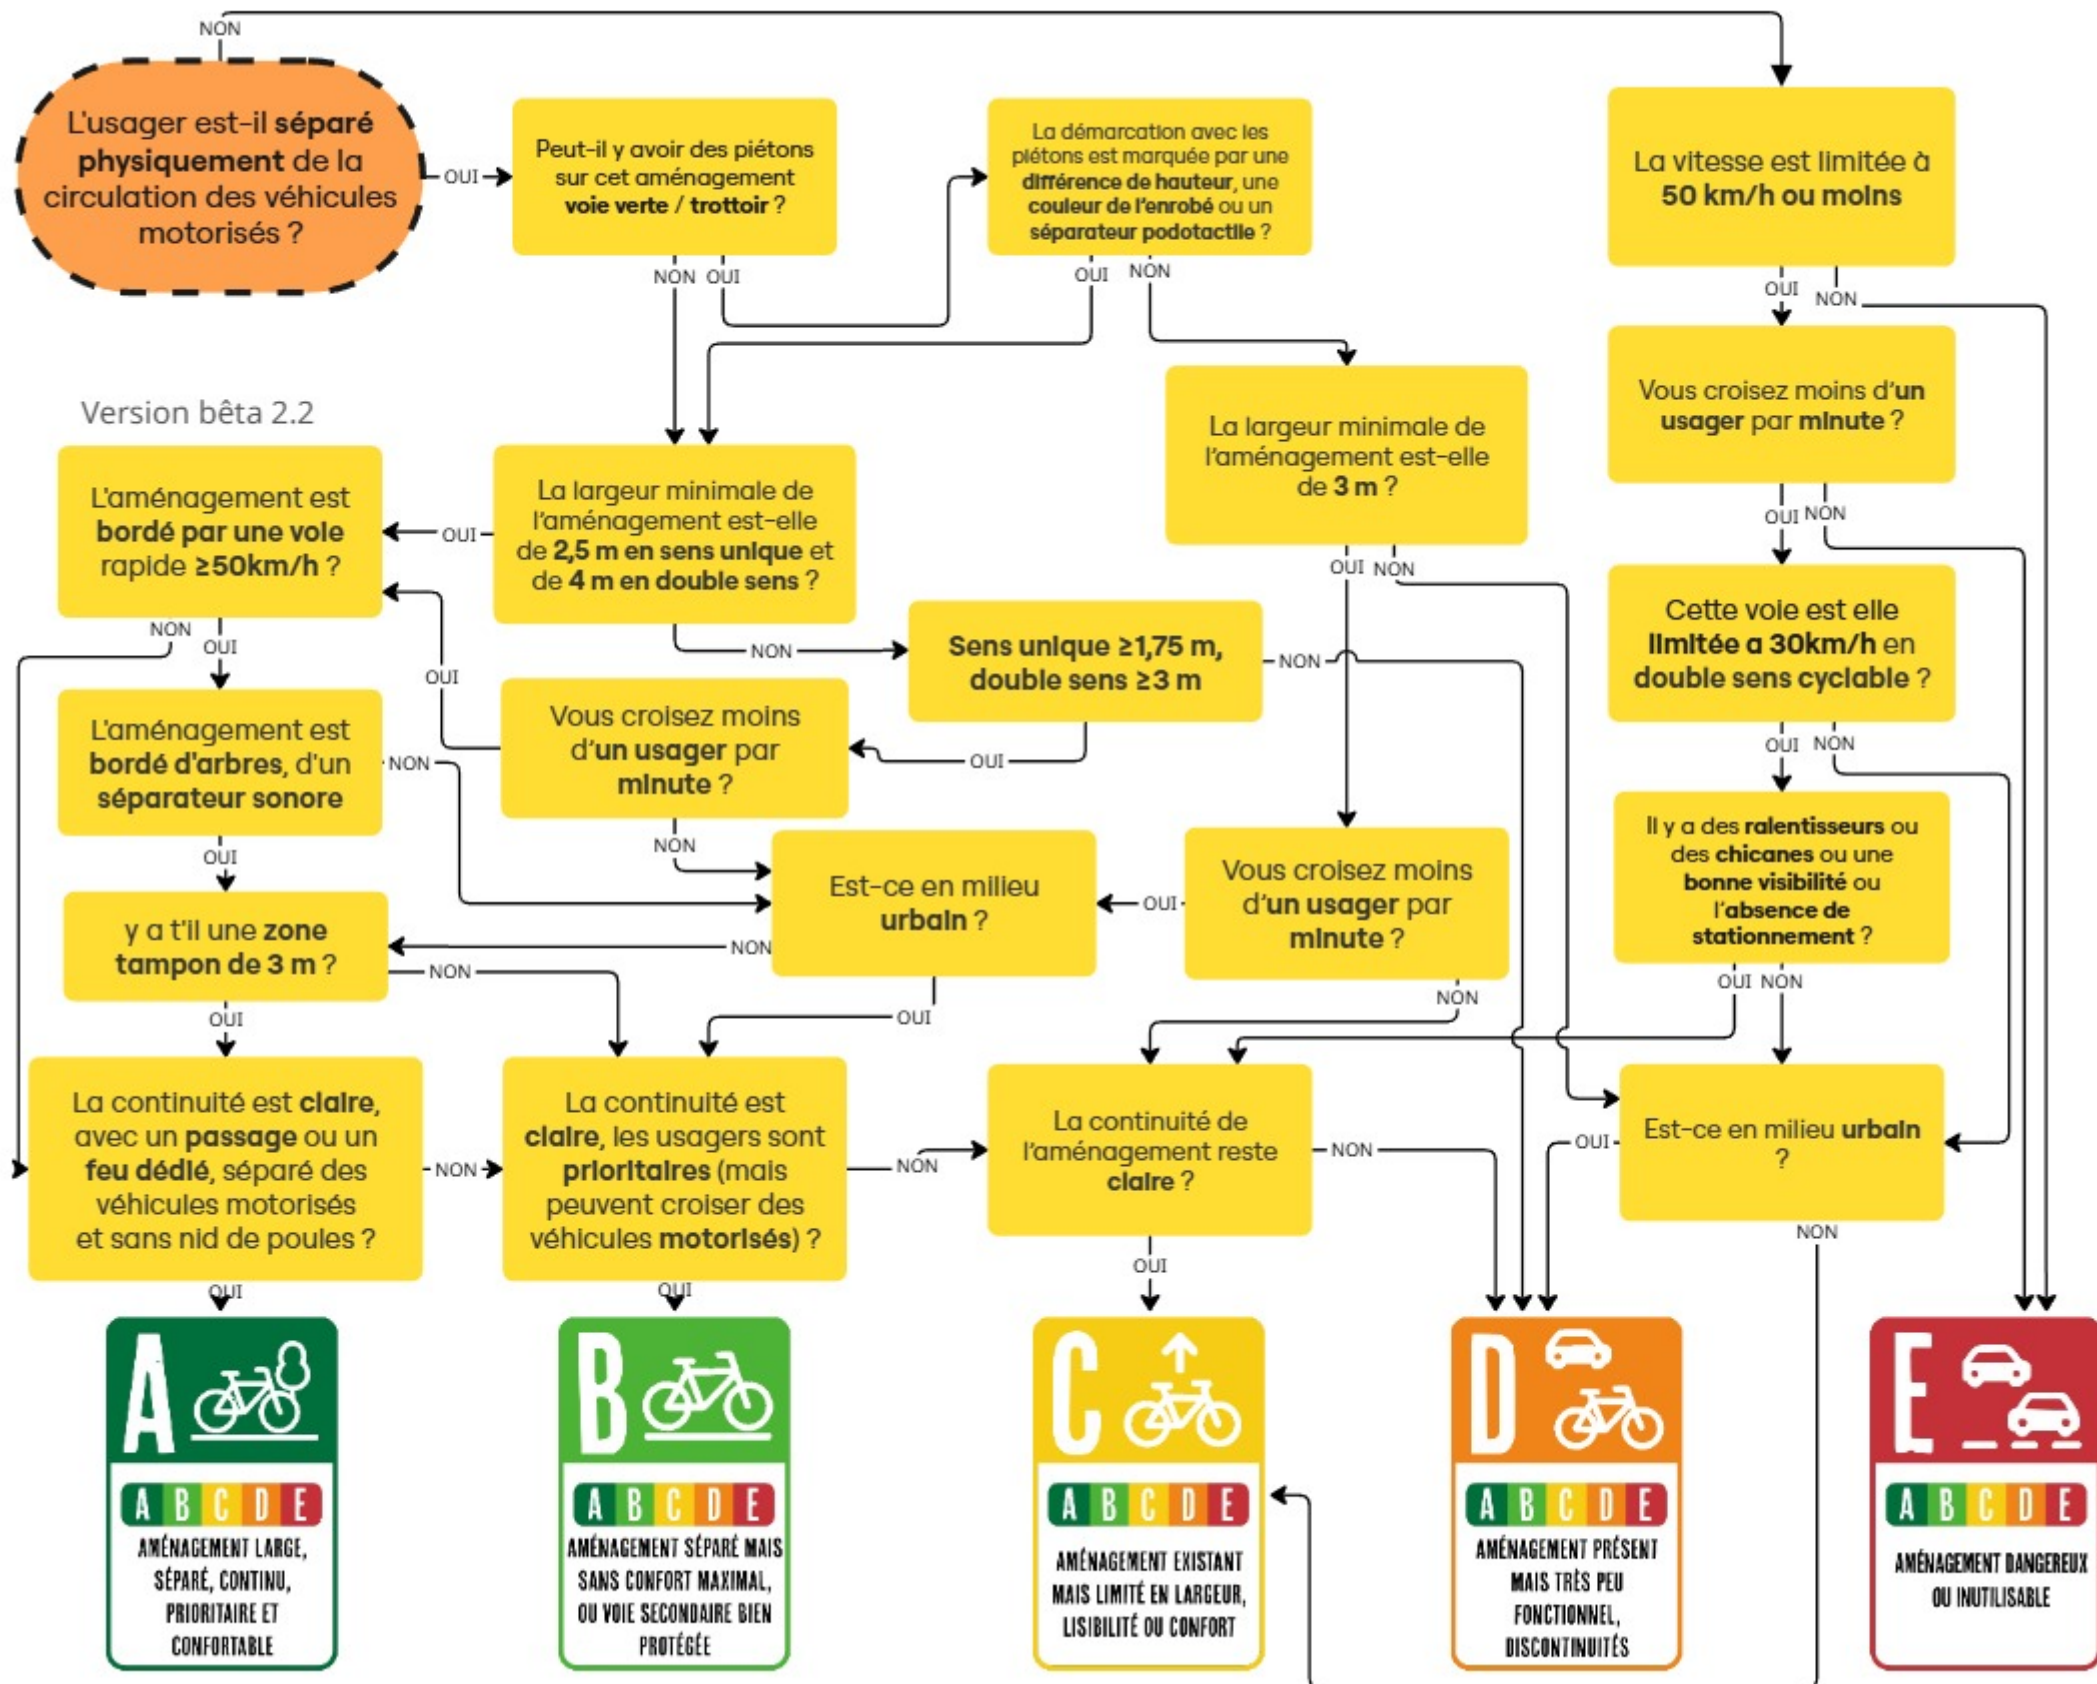 NON
L'usager est-il séparé
physiquement de la
circulation des véhicules
motorisés ?
OUI
Peut-il y avoir des piétons
sur cet aménagement
voie verte / trottoir ?
NON
OUI
La démarcation avec les
piétons est marquée par une
différence de hauteur, une
couleur de l'enrobé ou un
séparateur podotactile ?
OUI
NON
La vitesse est limitée à
50 km/h ou moins
OUI
NON
Vous croisez moins d'un
usager par minute ?
OUI
NON
Version bêta 2.2
L'aménagement est
bordé par une voie
rapide ≥50km/h ?
NON
OUI
OUI
La largeur minimale de
l'aménagement est-elle
de 2,5 m en sens unique et
de 4 m en double sens ?
NON
La largeur minimale de
l'aménagement est-elle
de 3 m ?
OUI
NON
Sens unique ≥1,75 m,
double sens ≥3 m
NON
OUI
Cette voie est elle
limitée a 30km/h en
double sens cyclable ?
OUI
NON
L'aménagement est
bordé d'arbres, d'un
séparateur sonore
NON
OUI
OUI
Vous croisez moins
d'un usager par
minute ?
NON
Est-ce en milieu
urbain ?
NON
OUI
OUI
Vous croisez moins
d'un usager par
minute ?
NON
Il y a des ralentisseurs ou
des chicanes ou une
bonne visibilité ou
l'absence de
stationnement ?
OUI
NON
y a t'il une zone
tampon de 3 m ?
NON
OUI
La continuité est claire,
avec un passage ou un
feu dédié, séparé des
véhicules motorisés
et sans nid de poules ?
NON
OUI
La continuité est
claire, les usagers sont
prioritaires (mais
peuvent croiser des
véhicules motorisés) ?
NON
OUI
La continuité de
l'aménagement reste
claire ?
NON
OUI
Est-ce en milieu urbain
?
OUI
NON
A
A B C D E
AMÉNAGEMENT LARGE,
SÉPARÉ, CONTINU,
PRIORITAIRE ET
CONFORTABLE
B
A B C D E
AMÉNAGEMENT SÉPARÉ MAIS
SANS CONFORT MAXIMAL,
OU VOIE SECONDAIRE BIEN
PROTÉGÉE
C
A B C D E
AMÉNAGEMENT EXISTANT
MAIS LIMITÉ EN LARGEUR,
LISIBILITÉ OU CONFORT
D
A B C D E
AMÉNAGEMENT PRÉSENT
MAIS TRÈS PEU
FONCTIONNEL,
DISCONTINUITÉS
E
A B C D E
AMÉNAGEMENT DANGEREUX
OU INUTILISABLE